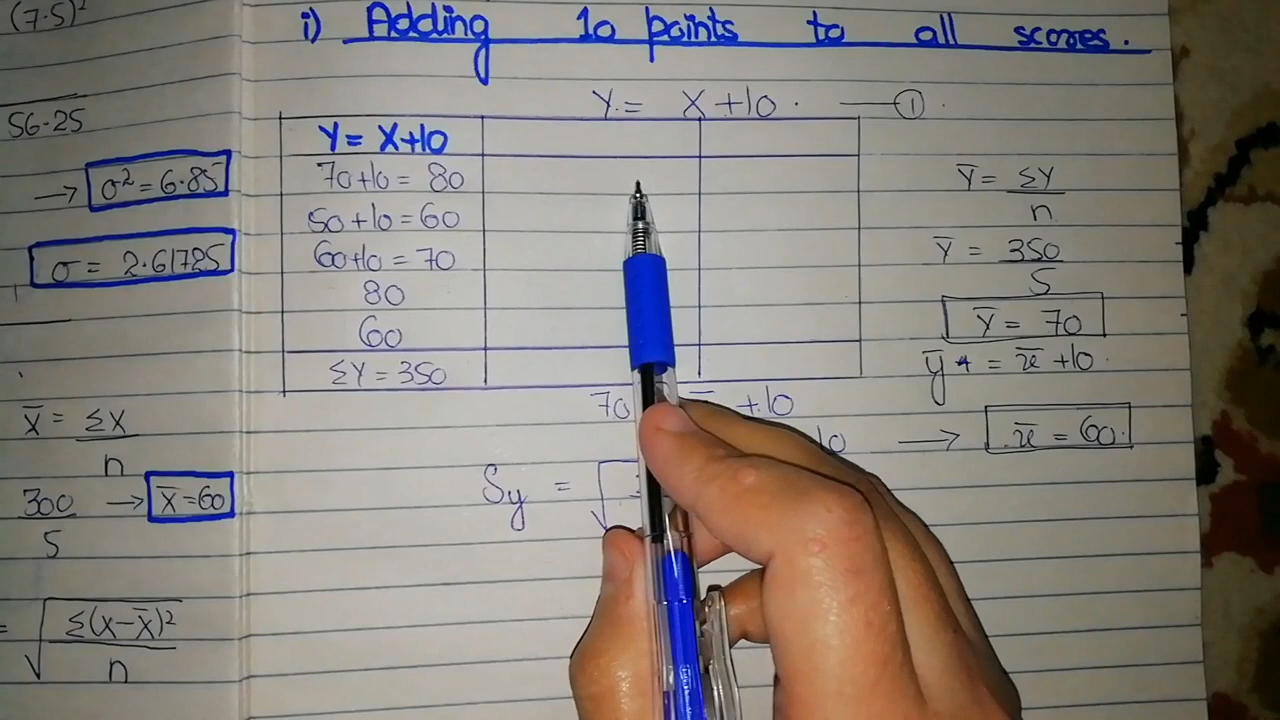 (7.5)²
56.25
→ σ² = 6.85
σ = 2.61725
X̄ = ΣX
n
300 → X̄ = 60
5
= √ Σ(X-X̄)²
n
i) Adding 10 points to all scores.
Y = X+10. —①.
Y = X+10
70+10 = 80
50+10 = 60
60+10 = 70
80
60
ΣY = 350
Ȳ = ΣY
n
Ȳ = 350
5
Ȳ = 70
ȳ = x̄ +10.
70 +10
10 → x̄ = 60.
Sy = √